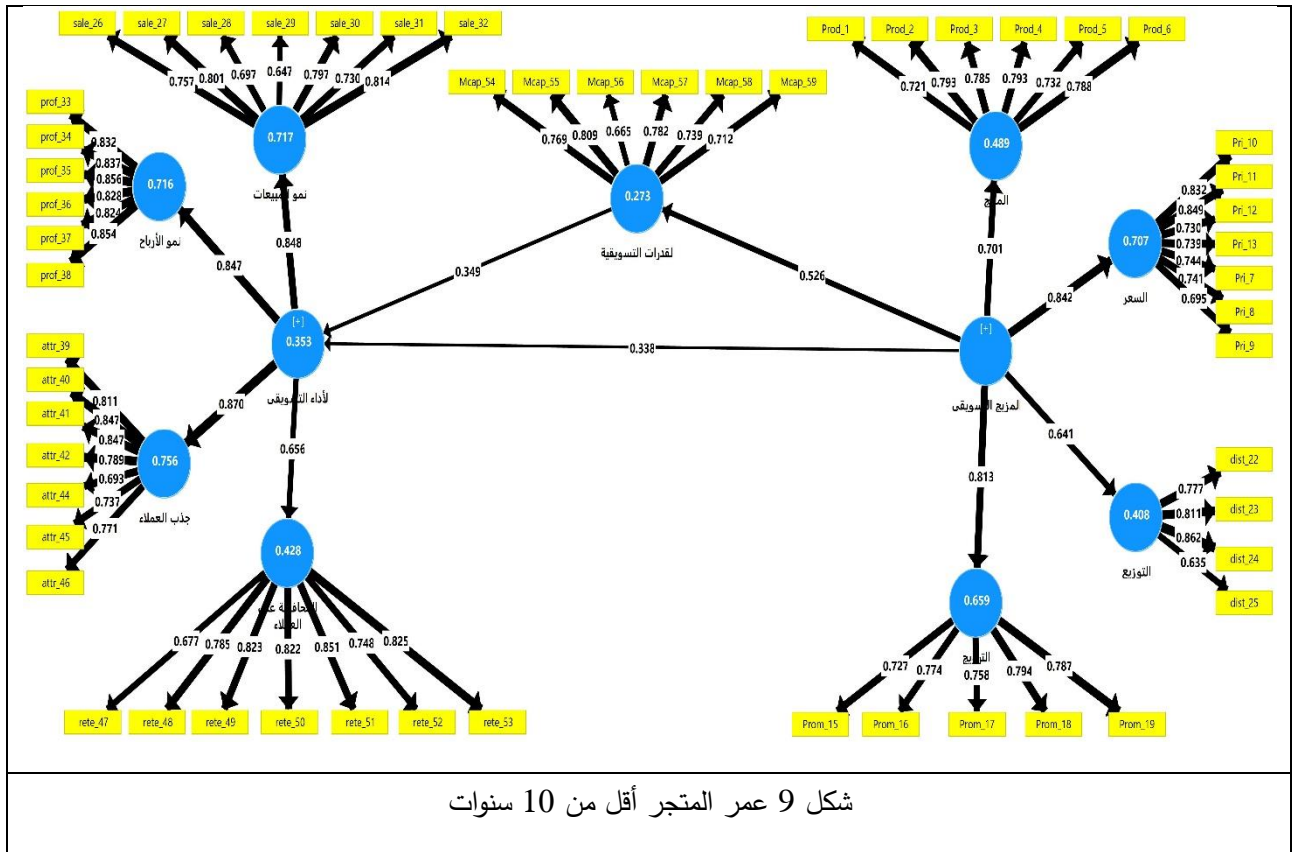 sale_26
sale_27
sale_28
sale_29
sale_30
sale_31
sale_32
0.757
0.801
0.697
0.647
0.797
0.730
0.814
0.717
نمو المبيعات
prof_33
prof_34
prof_35
prof_36
prof_37
prof_38
0.832
0.837
0.856
0.828
0.824
0.854
0.716
نمو الأرباح
Mcap_54
Mcap_55
Mcap_56
Mcap_57
Mcap_58
Mcap_59
0.769
0.809
0.665
0.782
0.739
0.712
0.273
لقدرات التسويقية
Prod_1
Prod_2
Prod_3
Prod_4
Prod_5
Prod_6
0.721
0.793
0.785
0.793
0.732
0.788
0.489
Pri_10
Pri_11
Pri_12
Pri_13
Pri_7
Pri_8
Pri_9
0.832
0.849
0.730
0.739
0.744
0.741
0.695
0.707
السعر
0.848
0.847
0.349
0.526
0.701
0.842
[+]
0.353
لأداء التسويقي
0.338
[+]
لمزيج التسويقي
0.870
0.656
0.813
0.641
attr_39
attr_40
attr_41
attr_42
attr_44
attr_45
attr_46
0.811
0.847
0.847
0.789
0.693
0.737
0.771
0.756
جذب العملاء
dist_22
dist_23
dist_24
dist_25
0.777
0.811
0.862
0.635
0.408
التوزيع
0.428
العملاء
0.677
0.785
0.823
0.822
0.851
0.748
0.825
rete_47
rete_48
rete_49
rete_50
rete_51
rete_52
rete_53
0.659
0.727
0.774
0.758
0.794
0.787
Prom_15
Prom_16
Prom_17
Prom_18
Prom_19
شكل 9 عمر المتجر أقل من 10 سنوات